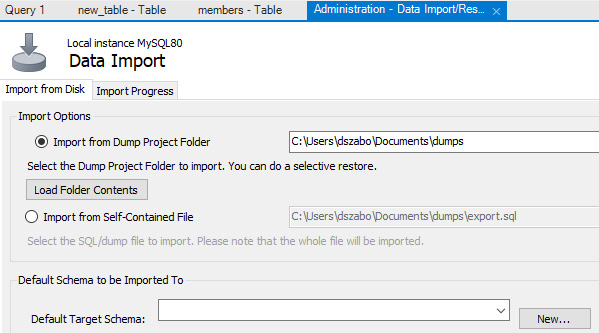 Query 1
new_table - Table
members - Table
Administration - Data Import/Res...
Local instance MySQL80
Data Import
Import from Disk
Import Progress
Import Options
Import from Dump Project Folder
C:\Users\dszabo\Documents\dumps
Select the Dump Project Folder to import. You can do a selective restore.
Load Folder Contents
Import from Self-Contained File
C:\Users\dszabo\Documents\dumps\export.sql
Select the SQL/dump file to import. Please note that the whole file will be imported.
Default Schema to be Imported To
Default Target Schema:
New...